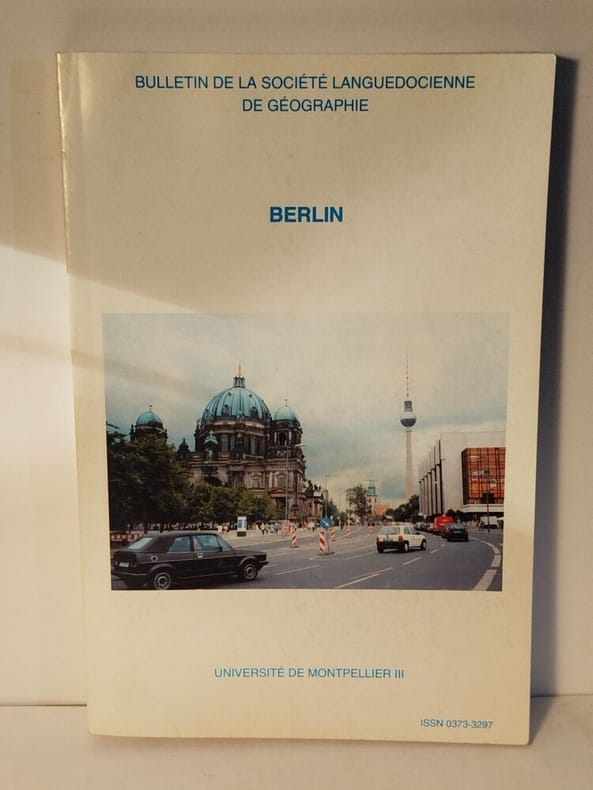 BULLETIN DE LA SOCIÉTÉ LANGUEDOCIENNE
DE GÉOGRAPHIE
BERLIN
UNIVERSITÉ DE MONTPELLIER III
ISSN 0373-3297